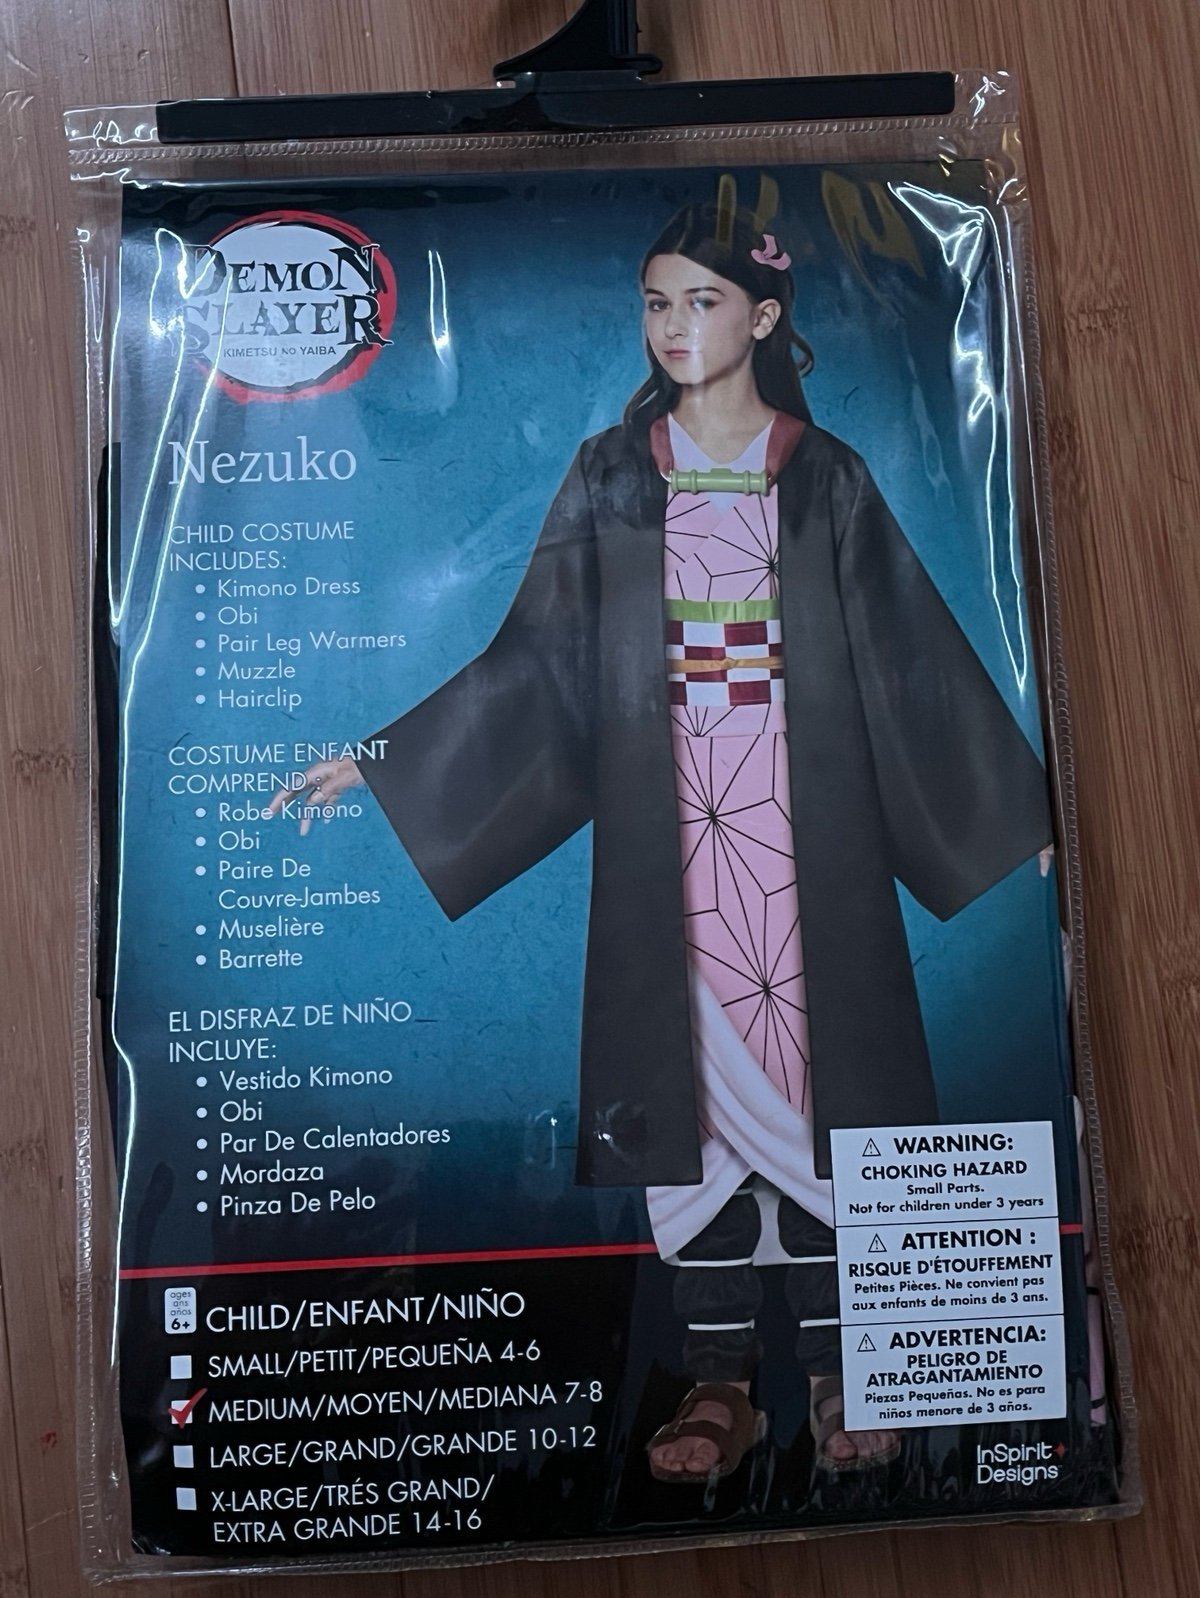 DEMON
SLAYER
KIMETSU NO YAIBA
Nezuko
CHILD COSTUME
INCLUDES:
• Kimono Dress
• Obi
• Pair Leg Warmers
• Muzzle
• Hairclip
COSTUME ENFANT
COMPREND :
• Robe Kimono
• Obi
• Paire De
Couvre-Jambes
• Muselière
• Barrette
EL DISFRAZ DE NIÑO
INCLUYE:
• Vestido Kimono
• Obi
• Par De Calentadores
• Mordaza
• Pinza De Pelo
ages
ans
años
6+
CHILD/ENFANT/NIÑO
SMALL/PETIT/PEQUEÑA 4-6
MEDIUM/MOYEN/MEDIANA 7-8
LARGE/GRAND/GRANDE 10-12
X-LARGE/TRÉS GRAND/
EXTRA GRANDE 14-16
⚠ WARNING:
CHOKING HAZARD
Small Parts.
Not for children under 3 years
⚠ ATTENTION :
RISQUE D'ÉTOUFFEMENT
Petites Pièces. Ne convient pas
aux enfants de moins de 3 ans.
⚠ ADVERTENCIA:
PELIGRO DE
ATRAGANTAMIENTO
Piezas Pequeñas. No es para
niños menore de 3 años.
InSpirit
Designs